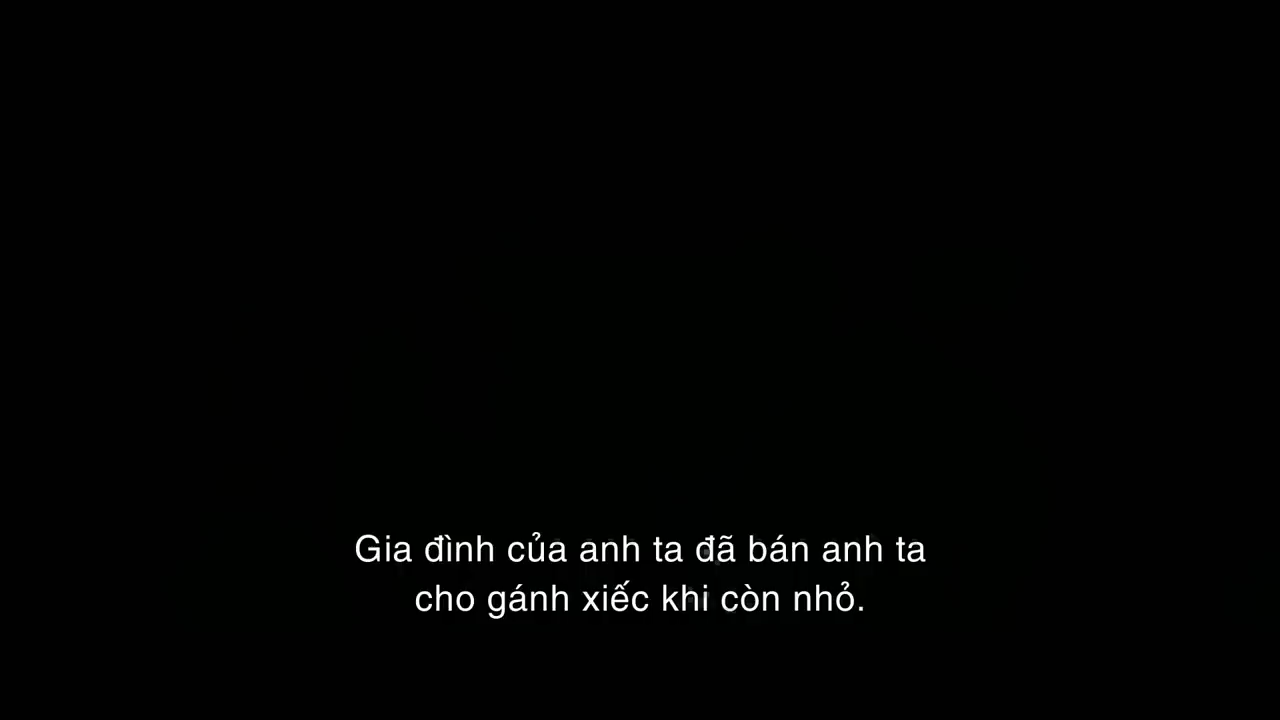 Gia đình của anh ta đã bán anh ta
cho gánh xiếc khi còn nhỏ.